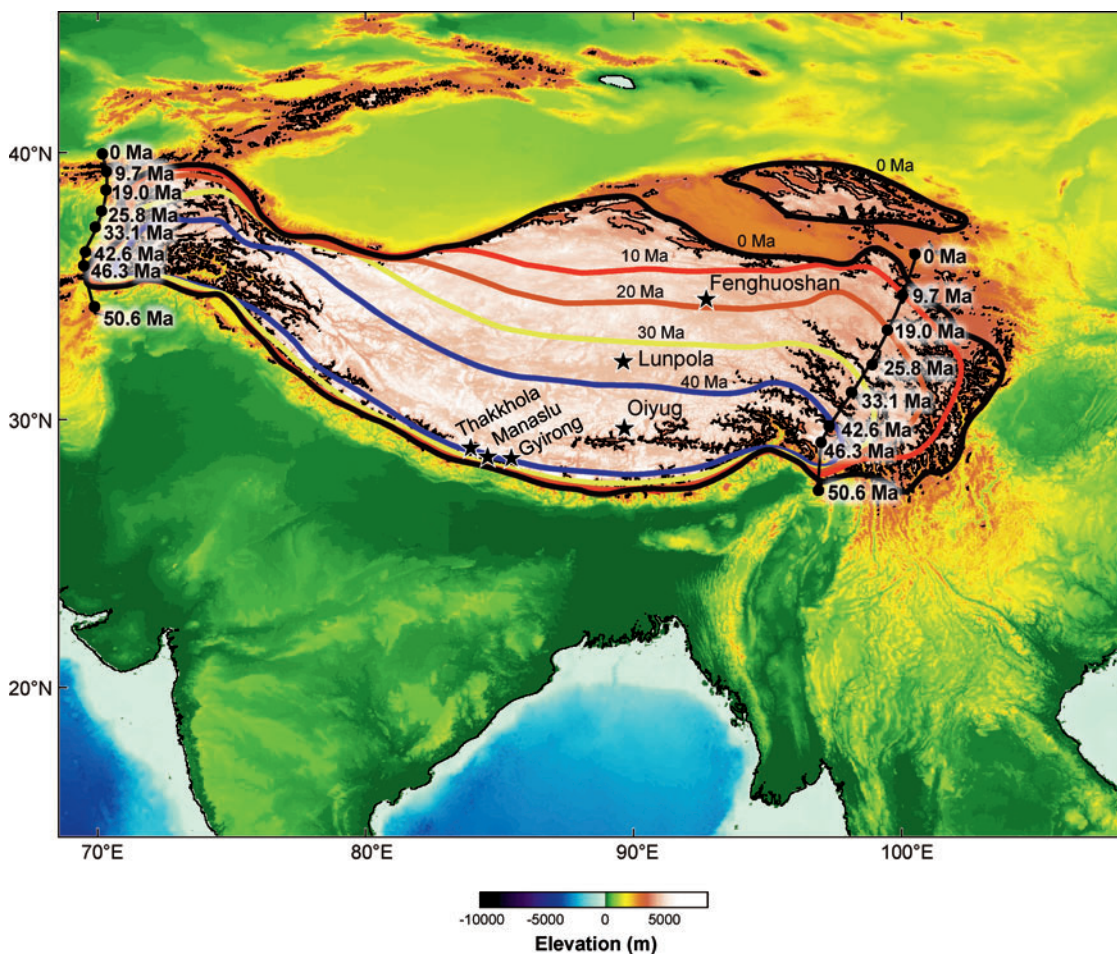 40°N
30°N
20°N
70°E
80°E
90°E
100°E
0 Ma
9.7 Ma
19.0 Ma
25.8 Ma
33.1 Ma
42.6 Ma
46.3 Ma
50.6 Ma
0 Ma
0 Ma
10 Ma
20 Ma
30 Ma
40 Ma
Fenghuoshan
Lunpola
Oiyug
Thakkhola
Manaslu
Gyirong
0 Ma
9.7 Ma
19.0 Ma
25.8 Ma
33.1 Ma
42.6 Ma
46.3 Ma
50.6 Ma
-10000
-5000
0
5000
Elevation (m)